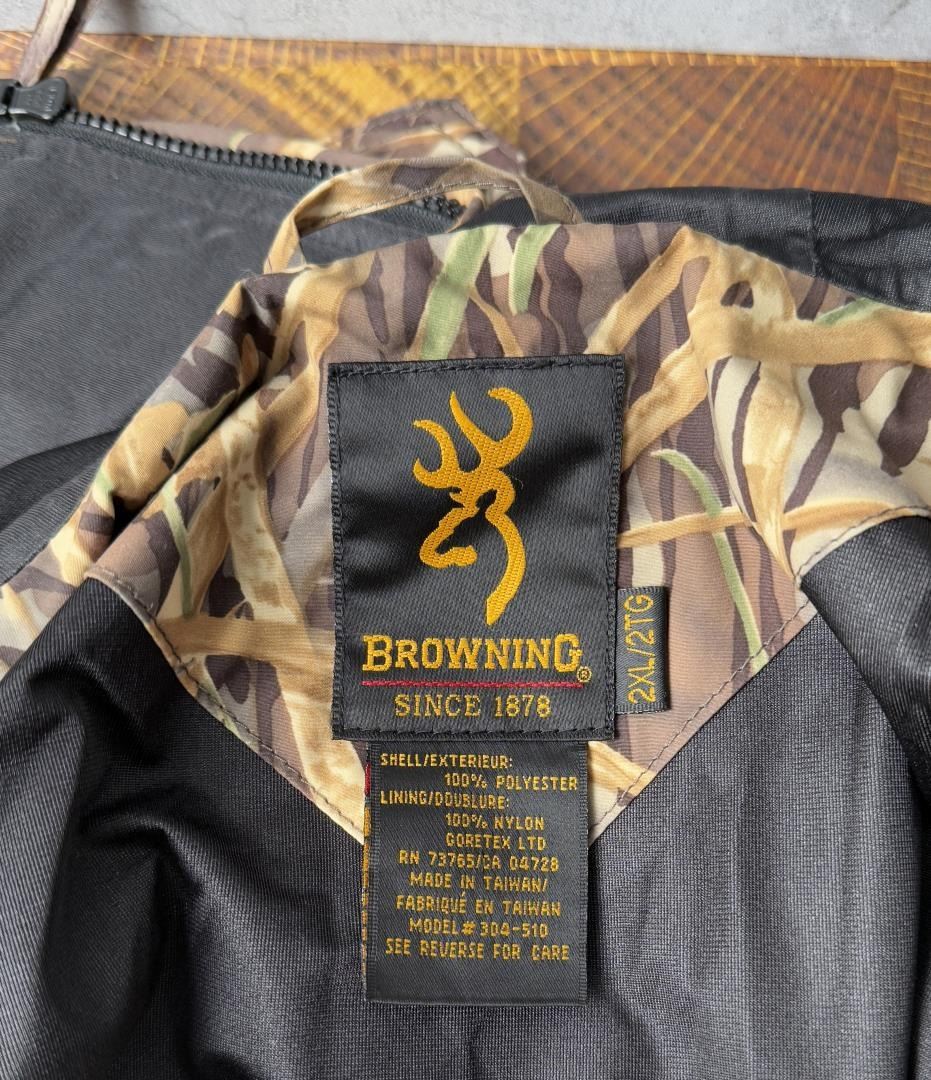 BROWNING®
SINCE 1878
2XL/2TG
SHELL/EXTERIEUR:
100% POLYESTER
LINING/DOUBLURE:
100% NYLON
GORETEX LTD
RN 73765/CA 04728
MADE IN TAIWAN/
FABRIQUÉ EN TAIWAN
MODEL# 304-510
SEE REVERSE FOR CARE